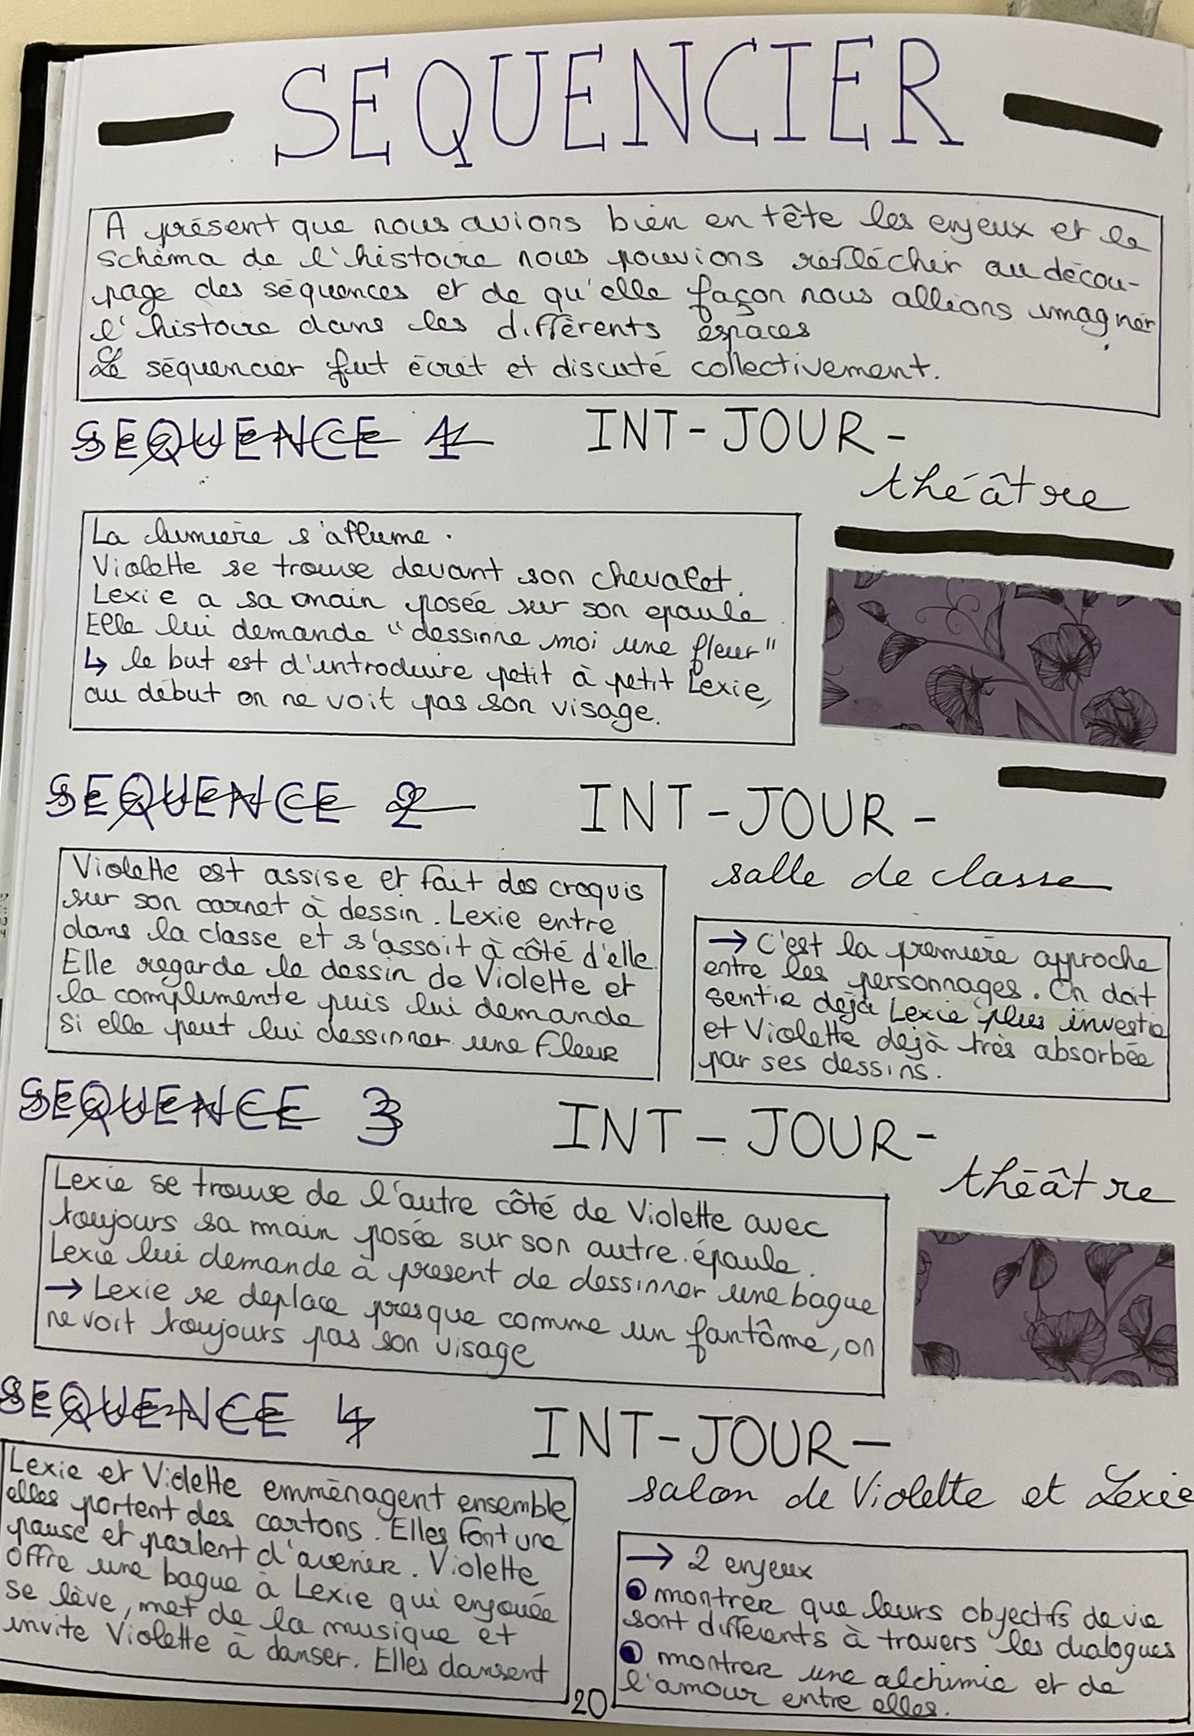 SEQUENCIER
A présent que nous avions bien en tête les enjeux et le
schéma de l'histoire nous pouvions réflechir au décou-
page des séquences et de qu'elle façon nous allions imaginer
l'histoire dans les différents espaces
Le séquencier fut écrit et discuté collectivement.
SEQUENCE 1
INT-JOUR-
théâtre
La lumière s'allume.
Violette se trouve devant son chevalet.
Lexie a sa main posée sur son epaule.
Elle lui demande "dessinne moi une fleur"
↳ le but est d'introduire petit à petit Lexie,
au début on ne voit pas son visage.
SEQUENCE 2
INT-JOUR-
salle de classe
Violette est assise et fait des croquis
sur son carnet à dessin. Lexie entre
dans la classe et s'assoit à côté d'elle.
Elle regarde le dessin de Violette et
la complimente puis lui demande
si elle peut lui dessinner une fleur
→ C'est la première approche
entre les personnages. On doit
sentir dejà Lexie plus investie
et Violette dejà très absorbée
par ses dessins.
SEQUENCE 3
INT-JOUR-
théâtre
Lexie se trouve de l'autre côté de Violette avec
toujours sa main posée sur son autre épaule.
Lexie lui demande à present de dessinner une bague
→ Lexie se deplace presque comme un fantôme, on
ne voit toujours pas son visage
SEQUENCE 4
INT-JOUR-
salon de Violette et Lexie
Lexie et Violette emménagent ensemble,
elles portent des cartons. Elles font une
pause et parlent d'avenir. Violette
offre une bague à Lexie qui enjouée
se lève, met de la musique et
invite Violette à danser. Elles dansent
→ 2 enjeux
montrer que leurs objectifs de vie
sont différents à travers les dialogues
montrer une alchimie et de
l'amour entre elles.
20